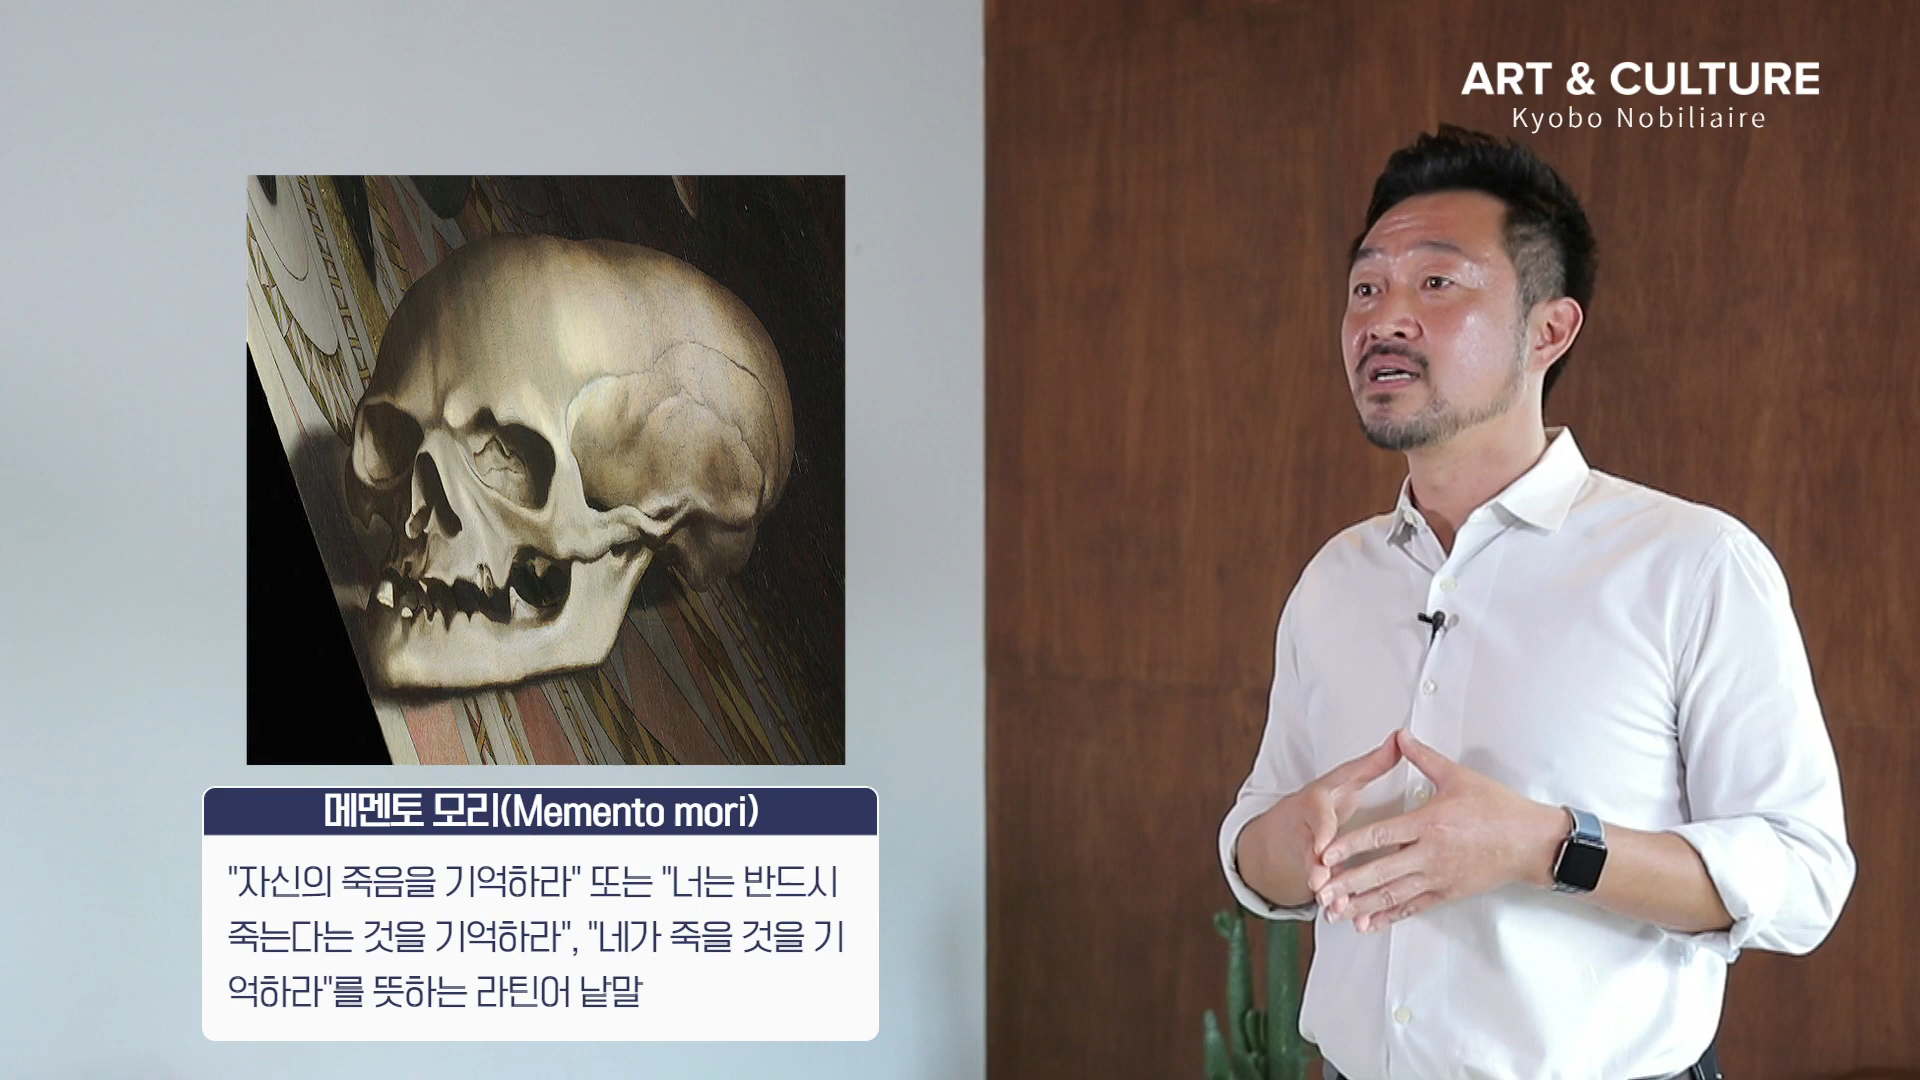 ART & CULTURE
Kyobo Nobiliaire
메멘토 모리(Memento mori)
"자신의 죽음을 기억하라" 또는 "너는 반드시
죽는다는 것을 기억하라", "네가 죽을 것을 기
억하라"를 뜻하는 라틴어 낱말